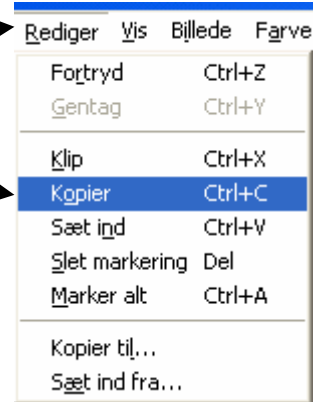 Rediger Vis Billede Farve
Fortryd Ctrl+Z
Gentag Ctrl+Y
Klip Ctrl+X
Kopier Ctrl+C
Sæt ind Ctrl+V
Slet markering Del
Marker alt Ctrl+A
Kopier til...
Sæt ind fra...